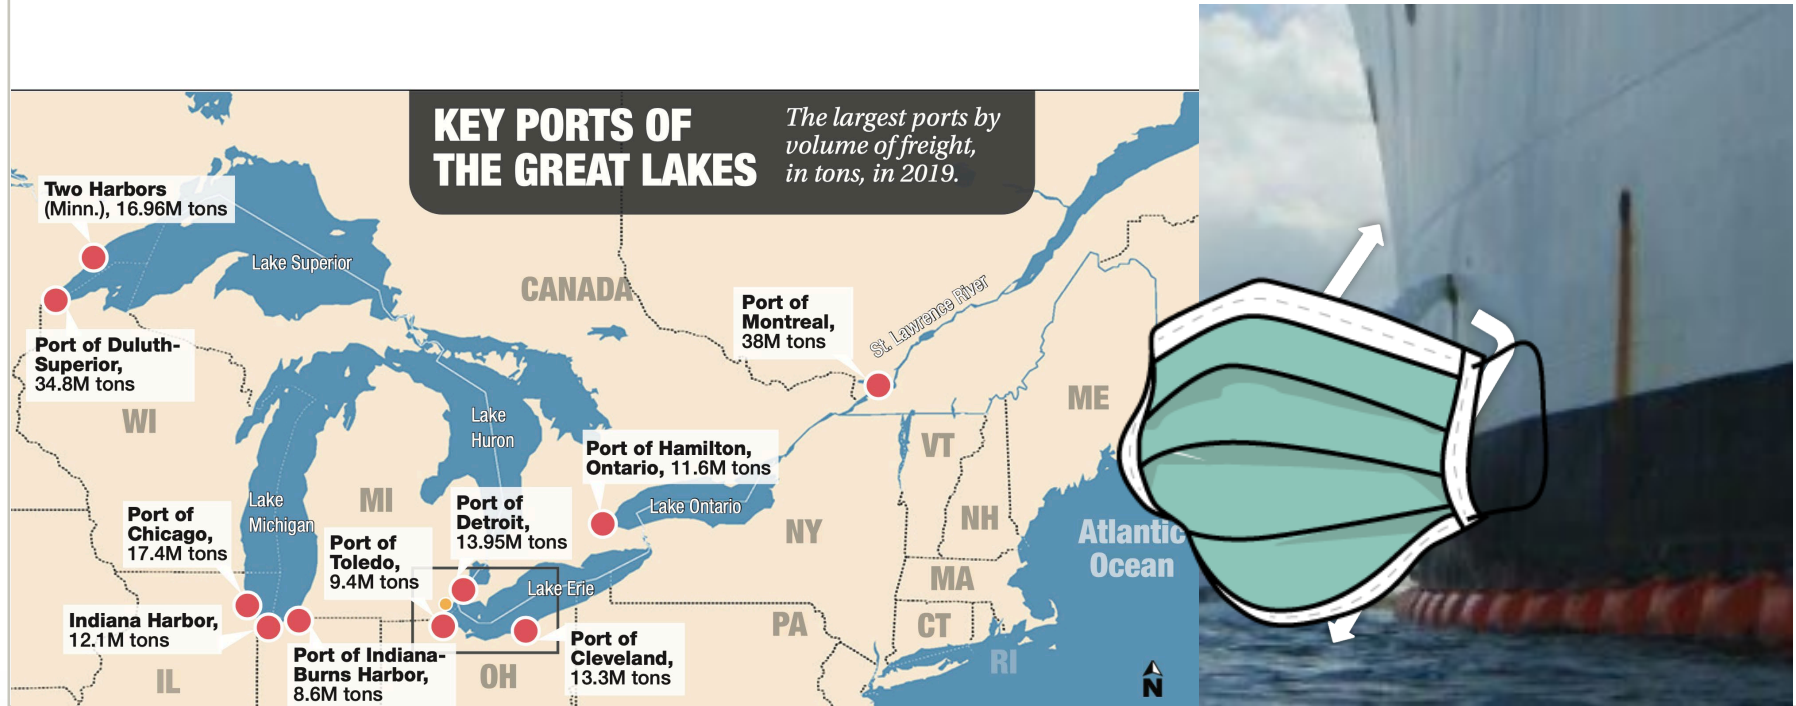 KEY PORTS OF
THE GREAT LAKES
The largest ports by
volume of freight,
in tons, in 2019.
Two Harbors
(Minn.), 16.96M tons
Lake Superior
CANADA
Port of
Montreal,
38M tons
St. Lawrence River
Port of Duluth-
Superior,
34.8M tons
WI
Lake
Huron
ME
VT
Port of Hamilton,
Ontario, 11.6M tons
Lake
Michigan
MI
Port of
Detroit,
13.95M tons
Lake Ontario
NY
NH
Atlantic
Ocean
Port of
Chicago,
17.4M tons
Port of
Toledo,
9.4M tons
Lake Erie
MA
Indiana Harbor,
12.1M tons
PA
CT
RI
Port of Indiana-
Burns Harbor,
8.6M tons
Port of
Cleveland,
13.3M tons
IL
OH
N